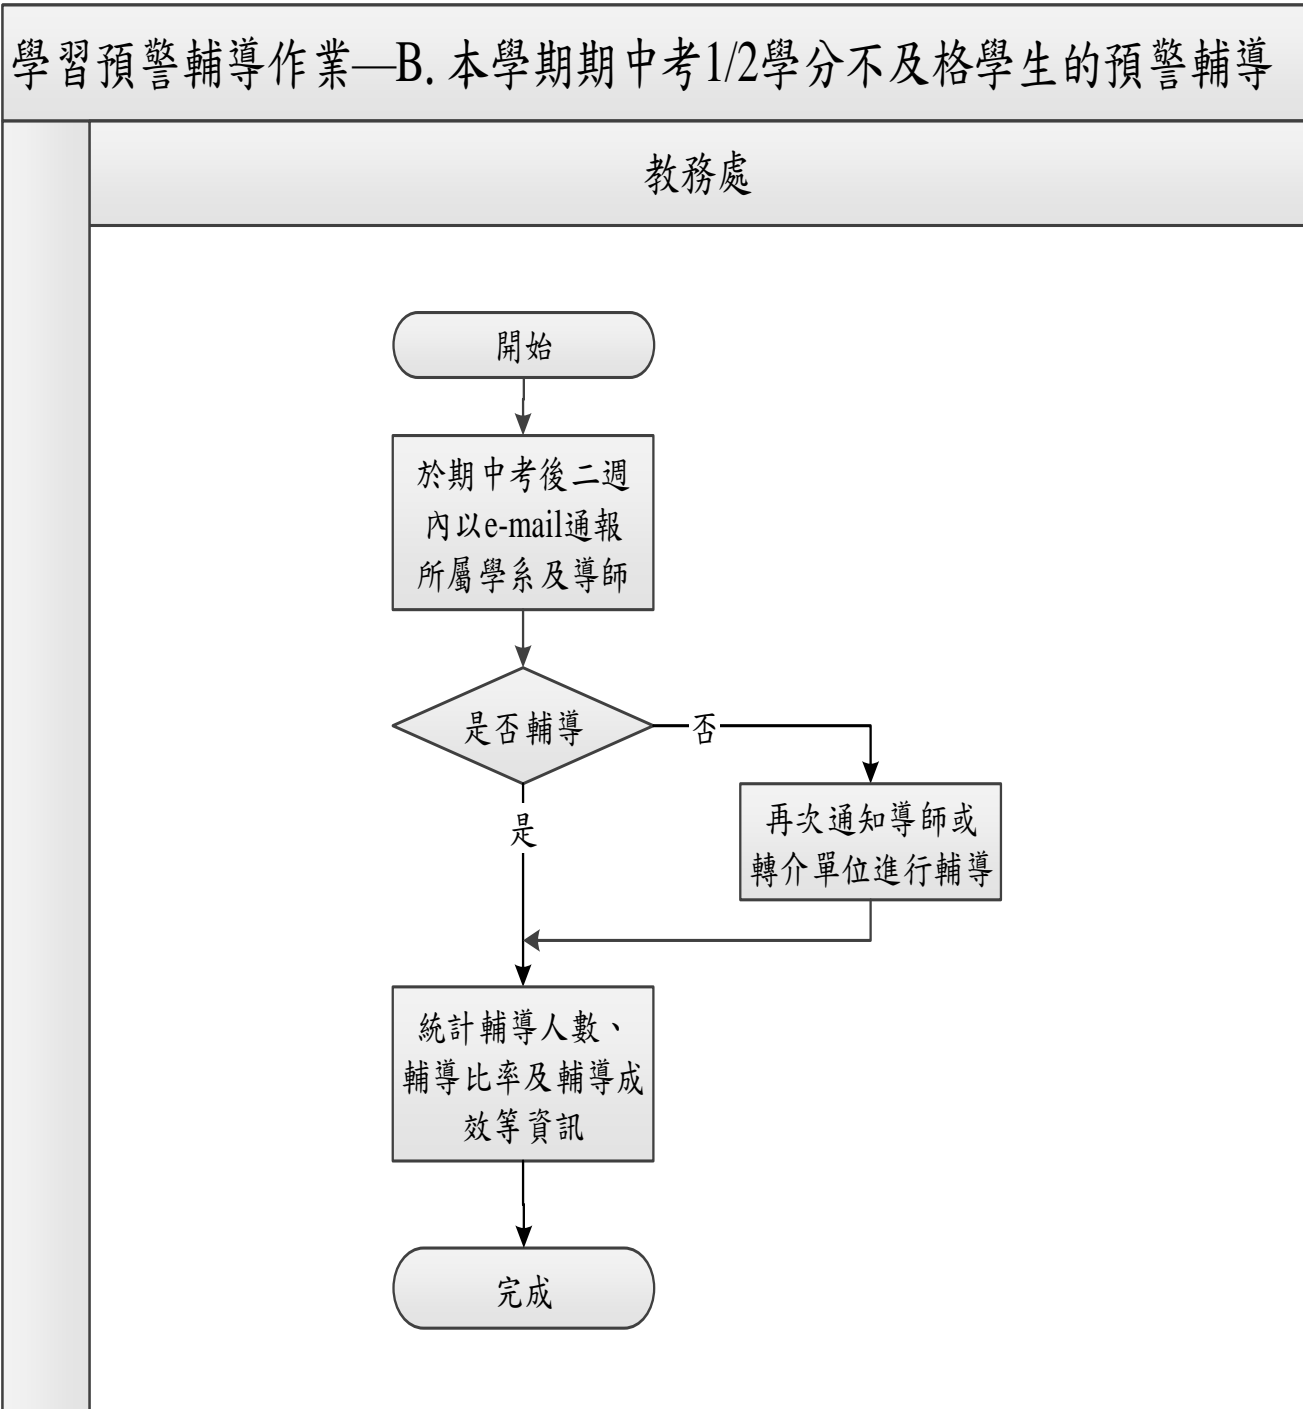 學習預警輔導作業—B. 本學期期中考1/2學分不及格學生的預警輔導
教務處
開始
於期中考後二週
內以e-mail通報
所屬學系及導師
是否輔導
否
是
再次通知導師或
轉介單位進行輔導
統計輔導人數、
輔導比率及輔導成
效等資訊
完成